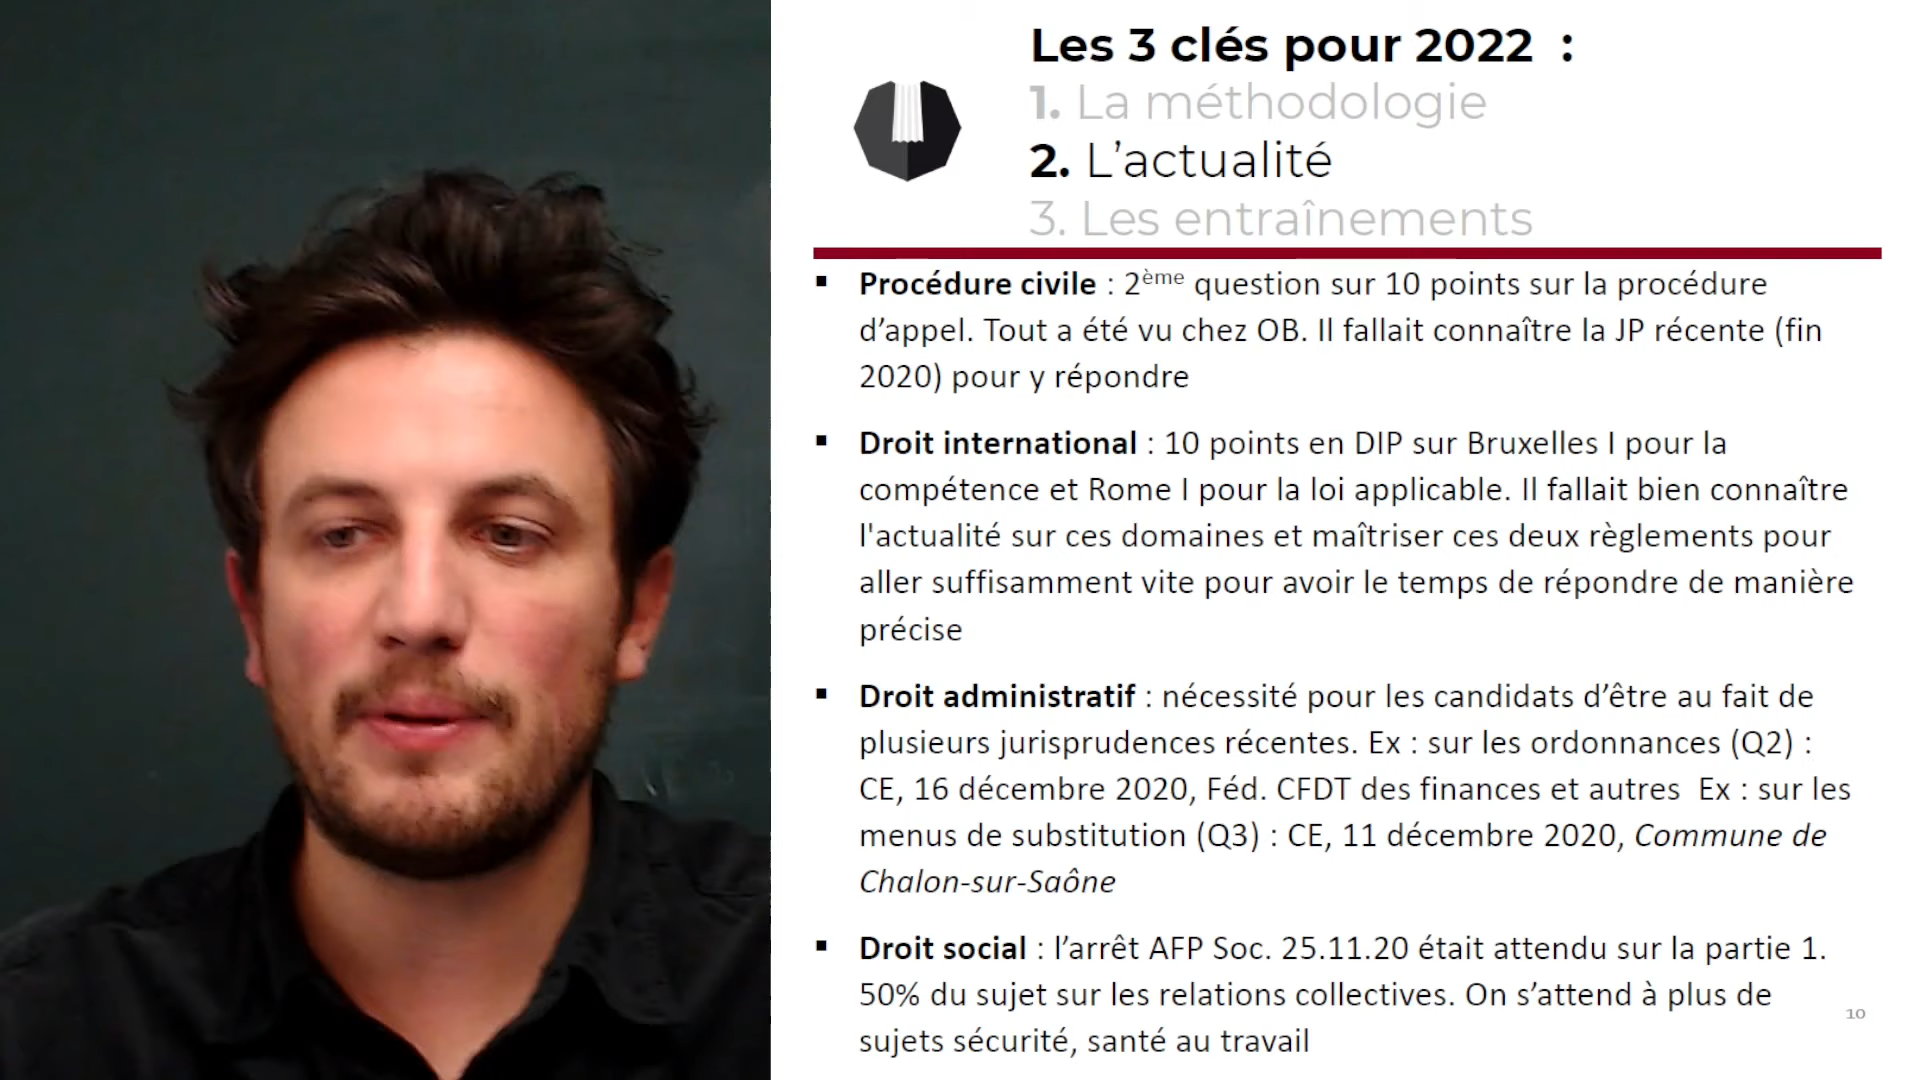 Les 3 clés pour 2022 :
1. La méthodologie
2. L’actualité
3. Les entraînements
▪ Procédure civile : 2ème question sur 10 points sur la procédure
d’appel. Tout a été vu chez OB. Il fallait connaître la JP récente (fin
2020) pour y répondre
▪ Droit international : 10 points en DIP sur Bruxelles I pour la
compétence et Rome I pour la loi applicable. Il fallait bien connaître
l'actualité sur ces domaines et maîtriser ces deux règlements pour
aller suffisamment vite pour avoir le temps de répondre de manière
précise
▪ Droit administratif : nécessité pour les candidats d’être au fait de
plusieurs jurisprudences récentes. Ex : sur les ordonnances (Q2) :
CE, 16 décembre 2020, Féd. CFDT des finances et autres  Ex : sur les
menus de substitution (Q3) : CE, 11 décembre 2020, Commune de
Chalon-sur-Saône
▪ Droit social : l’arrêt AFP Soc. 25.11.20 était attendu sur la partie 1.
50% du sujet sur les relations collectives. On s’attend à plus de
sujets sécurité, santé au travail
10